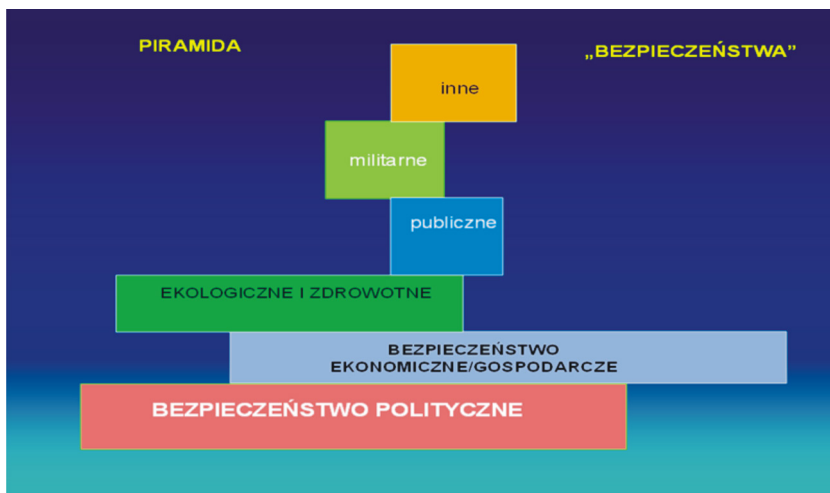 PIRAMIDA
„BEZPIECZEŃSTWA”
inne
militarne
publiczne
EKOLOGICZNE I ZDROWOTNE
BEZPIECZEŃSTWO
EKONOMICZNE/GOSPODARCZE
BEZPIECZEŃSTWO POLITYCZNE